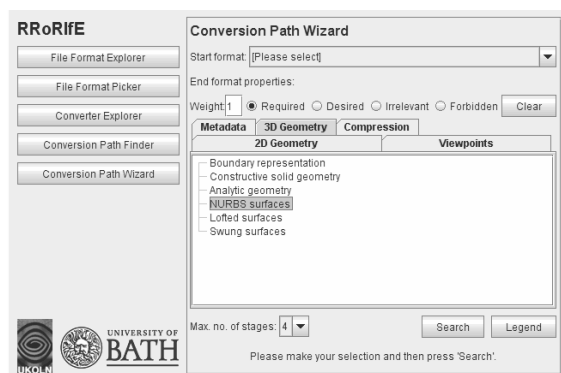 RRoRIfE
File Format Explorer
File Format Picker
Converter Explorer
Conversion Path Finder
Conversion Path Wizard
UKOLN
UNIVERSITY OF
BATH
Conversion Path Wizard
Start format: [Please select]
End format properties:
Weight: 1 Required Desired Irrelevant Forbidden Clear
Metadata 3D Geometry Compression
2D Geometry Viewpoints
Boundary representation
Constructive solid geometry
Analytic geometry
NURBS surfaces
Lofted surfaces
Swung surfaces
Max. no. of stages: 4 Search Legend
Please make your selection and then press 'Search'.